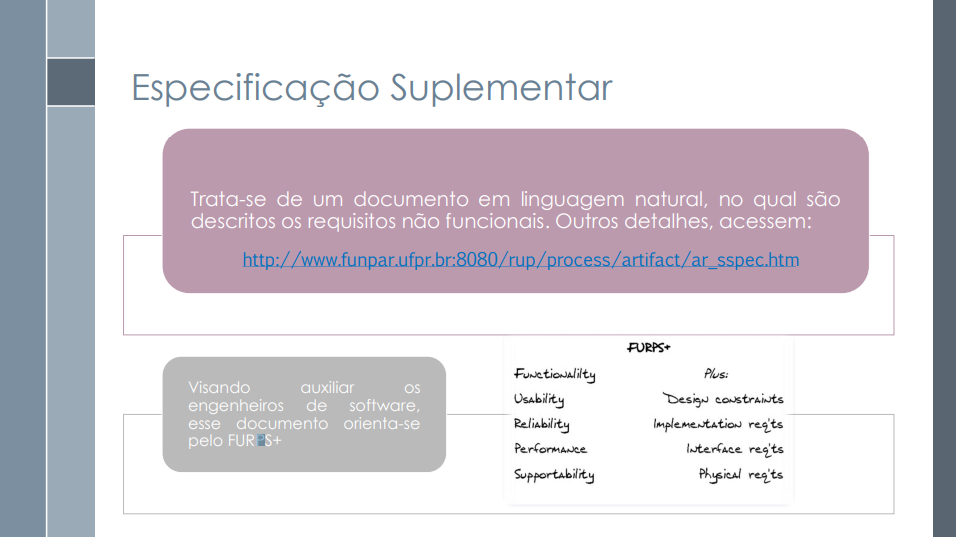 Especificação Suplementar
Trata-se de um documento em linguagem natural, no qual são
descritos os requisitos não funcionais. Outros detalhes, acessem:
http://www.funpar.ufpr.br:8080/rup/process/artifact/ar_sspec.htm
Visando auxiliar os
engenheiros de software,
esse documento orienta-se
pelo
FURPS+
Functionalilty
Usability
Reliability
Performance
Supportability
Plus:
Design constraints
Implementation req'ts
Interface req'ts
Physical req'ts